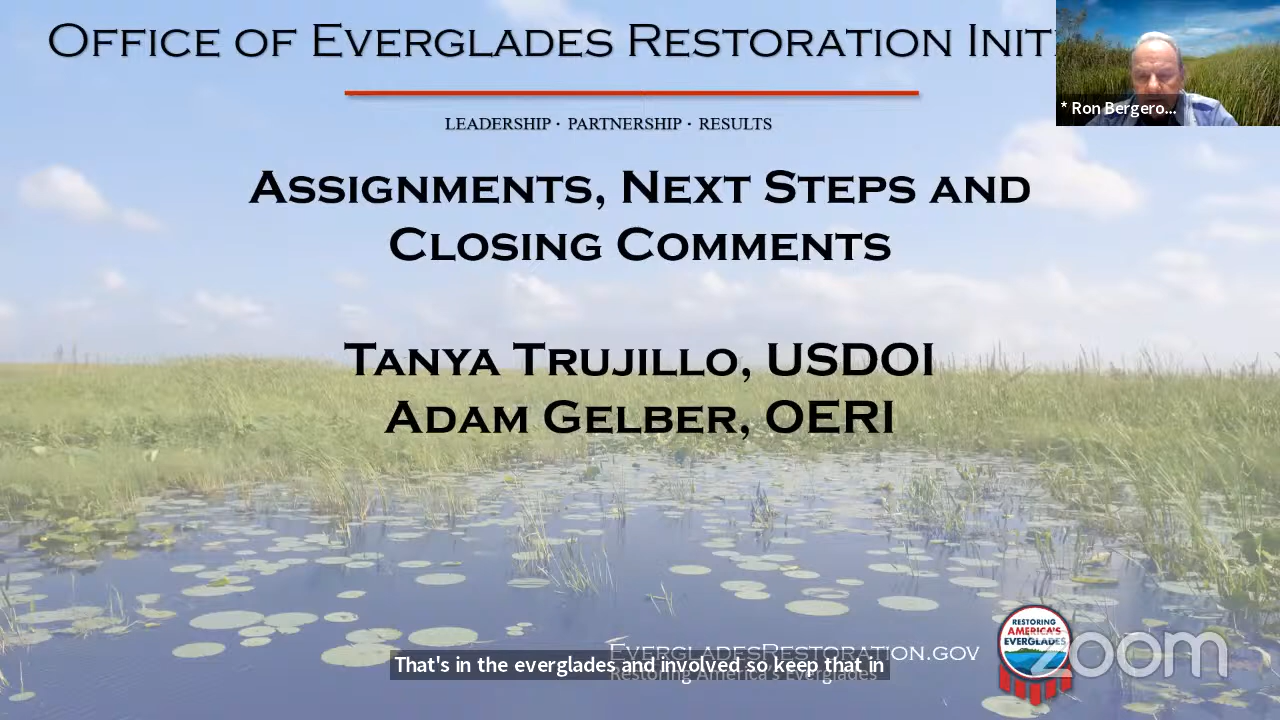 OFFICE OF EVERGLADES RESTORATION INIT
* Ron Bergero...
LEADERSHIP · PARTNERSHIP · RESULTS
ASSIGNMENTS, NEXT STEPS AND
CLOSING COMMENTS
TANYA TRUJILLO, USDOI
ADAM GELBER, OERI
RESTORING
AMERICA'S
EVERGLADES
zoom
EVERGLADESRESTORATION.GOV
That's in the everglades and involved so keep that in
Restoring America's Everglades